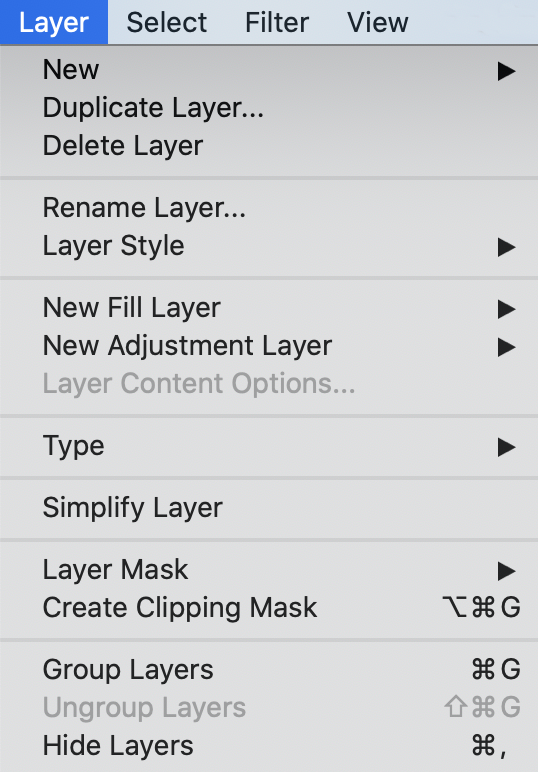 Layer Select Filter View
New ▶
Duplicate Layer...
Delete Layer
Rename Layer...
Layer Style ▶
New Fill Layer ▶
New Adjustment Layer ▶
Layer Content Options...
Type ▶
Simplify Layer
Layer Mask ▶
Create Clipping Mask ⌥⌘G
Group Layers ⌘G
Ungroup Layers ⇧⌘G
Hide Layers ⌘,